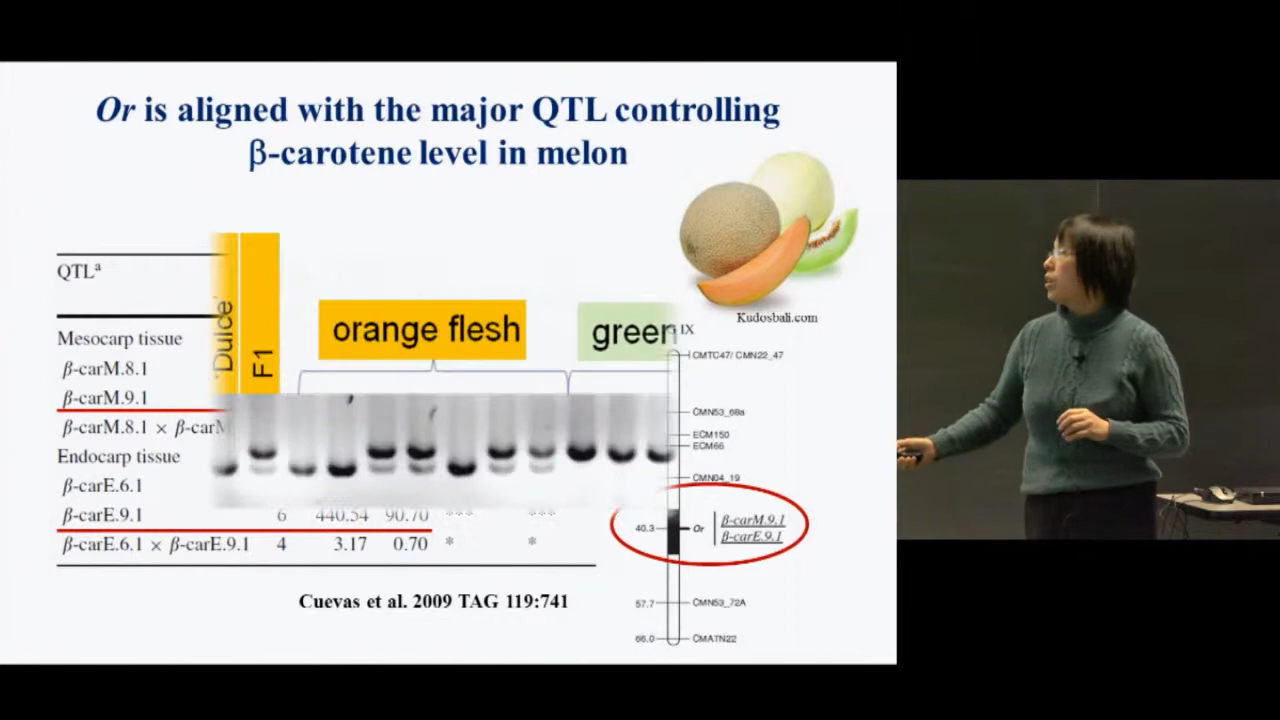 Or is aligned with the major QTL controlling
β-carotene level in melon
Kudosbali.com
QTLa
Mesocarp tissue
β-carM.8.1
β-carM.9.1
β-carM.8.1 × β-carM
Endocarp tissue
β-carE.6.1
β-carE.9.1 6 440.54 90.70 *** ***
β-carE.6.1 × β-carE.9.1 4 3.17 0.70 * *
'Dulce'
F1
orange flesh
green
IX
CMTC47/ CMN22_47
CMN53_68a
ECM150
ECM66
CMN04_19
40.3 Or β-carM.9.1
β-carE.9.1
57.7 CMN53_72A
66.0 CMATN22
Cuevas et al. 2009 TAG 119:741